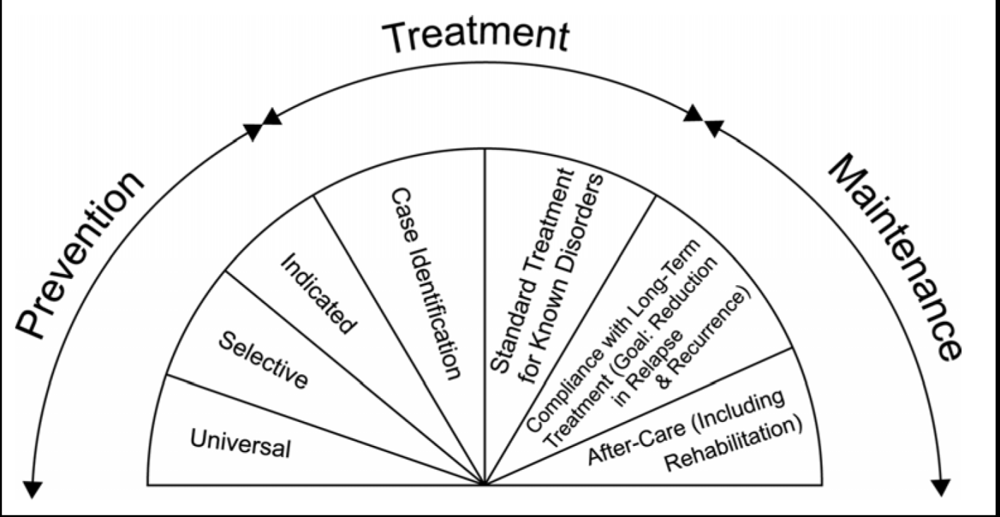 Treatment
Prevention
Maintenance
Universal
Selective
Indicated
Case Identification
Standard Treatment
for Known Disorders
Compliance with Long-Term
Treatment (Goal: Reduction
in Relapse
& Recurrence)
After-Care (Including
Rehabilitation)